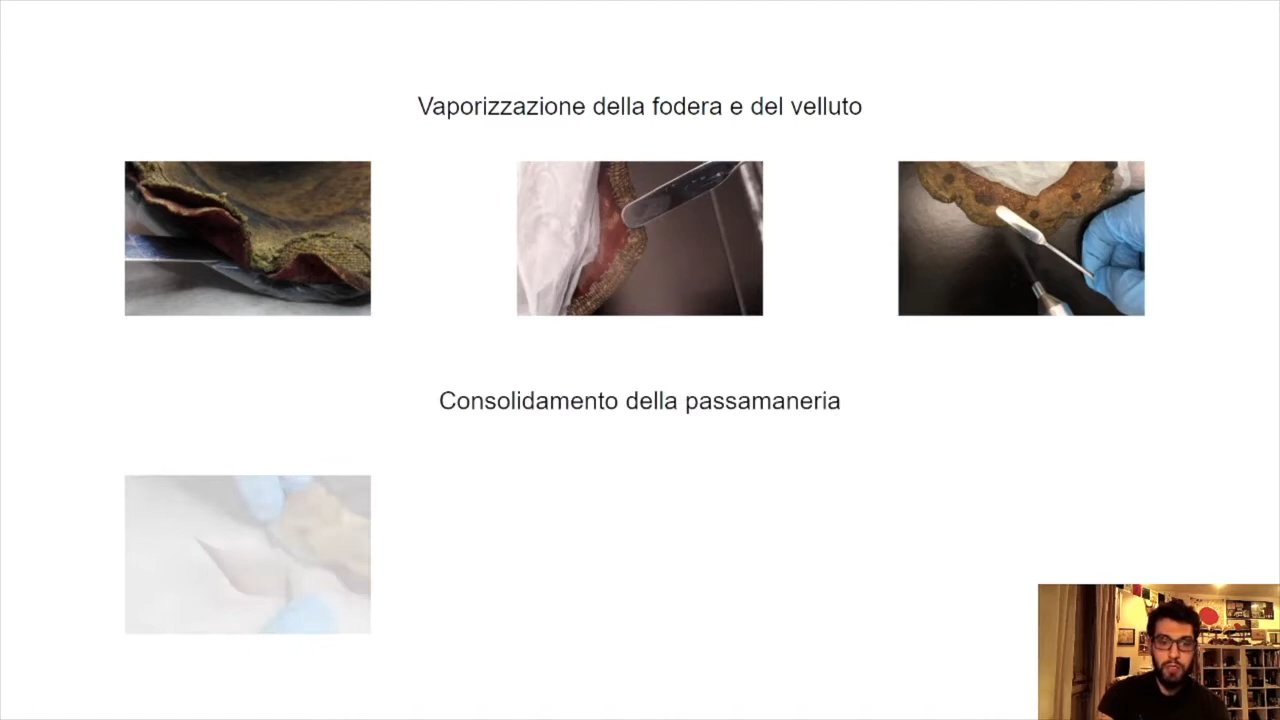 Vaporizzazione della fodera e del velluto
Consolidamento della passamaneria